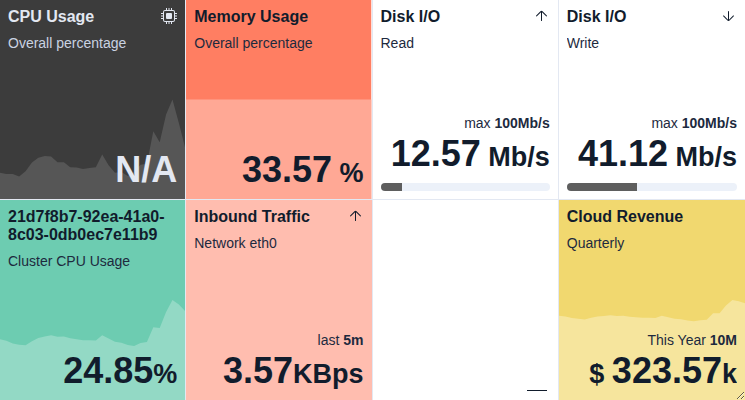 CPU Usage
Overall percentage
N/A
Memory Usage
Overall percentage
33.57 %
Disk I/O
Read
max 100Mb/s
12.57 Mb/s
Disk I/O
Write
max 100Mb/s
41.12 Mb/s
21d7f8b7-92ea-41a0-
8c03-0db0ec7e11b9
Cluster CPU Usage
24.85%
Inbound Traffic
Network eth0
last 5m
3.57KBps
—
Cloud Revenue
Quarterly
This Year 10M
$ 323.57k